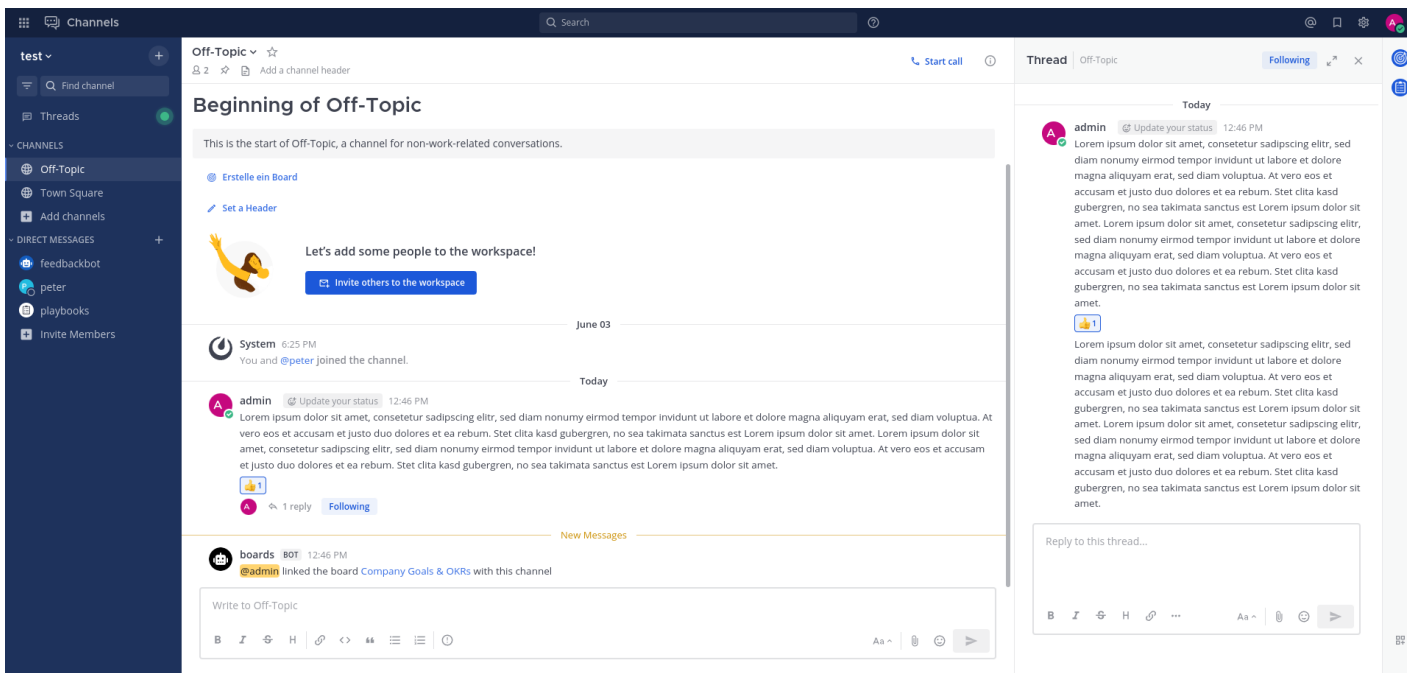 Channels
Search
test
Find channel
Threads
CHANNELS
Off-Topic
Town Square
Add channels
DIRECT MESSAGES
feedbackbot
peter
playbooks
Invite Members
Off-Topic
2
Add a channel header
Start call
Beginning of Off-Topic
This is the start of Off-Topic, a channel for non-work-related conversations.
Erstelle ein Board
Set a Header
Let's add some people to the workspace!
Invite others to the workspace
June 03
System 6:25 PM
You and @peter joined the channel.
Today
A admin Update your status 12:46 PM
Lorem ipsum dolor sit amet, consetetur sadipscing elitr, sed diam nonumy eirmod tempor invidunt ut labore et dolore magna aliquyam erat, sed diam voluptua. At
vero eos et accusam et justo duo dolores et ea rebum. Stet clita kasd gubergren, no sea takimata sanctus est Lorem ipsum dolor sit amet. Lorem ipsum dolor sit
amet, consetetur sadipscing elitr, sed diam nonumy eirmod tempor invidunt ut labore et dolore magna aliquyam erat, sed diam voluptua. At vero eos et accusam
et justo duo dolores et ea rebum. Stet clita kasd gubergren, no sea takimata sanctus est Lorem ipsum dolor sit amet.
1
A 1 reply Following
New Messages
boards BOT 12:46 PM
@admin linked the board Company Goals & OKRs with this channel
Write to Off-Topic
B I S H Aa
Thread Off-Topic Following
Today
A admin Update your status 12:46 PM
Lorem ipsum dolor sit amet, consetetur sadipscing elitr, sed
diam nonumy eirmod tempor invidunt ut labore et dolore
magna aliquyam erat, sed diam voluptua. At vero eos et
accusam et justo duo dolores et ea rebum. Stet clita kasd
gubergren, no sea takimata sanctus est Lorem ipsum dolor sit
amet. Lorem ipsum dolor sit amet, consetetur sadipscing elitr,
sed diam nonumy eirmod tempor invidunt ut labore et dolore
magna aliquyam erat, sed diam voluptua. At vero eos et
accusam et justo duo dolores et ea rebum. Stet clita kasd
gubergren, no sea takimata sanctus est Lorem ipsum dolor sit
amet.
1
Lorem ipsum dolor sit amet, consetetur sadipscing elitr, sed
diam nonumy eirmod tempor invidunt ut labore et dolore
magna aliquyam erat, sed diam voluptua. At vero eos et
accusam et justo duo dolores et ea rebum. Stet clita kasd
gubergren, no sea takimata sanctus est Lorem ipsum dolor sit
amet. Lorem ipsum dolor sit amet, consetetur sadipscing elitr,
sed diam nonumy eirmod tempor invidunt ut labore et dolore
magna aliquyam erat, sed diam voluptua. At vero eos et
accusam et justo duo dolores et ea rebum. Stet clita kasd
gubergren, no sea takimata sanctus est Lorem ipsum dolor sit
amet.
Reply to this thread...
B I S H Aa